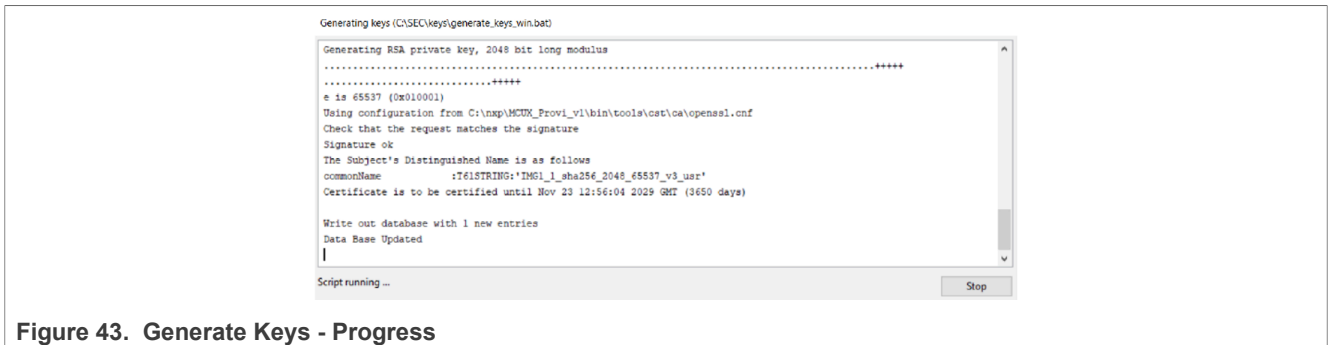 Generating keys (C:\SEC\keys\generate_keys_win.bat)
Generating RSA private key, 2048 bit long modulus
...............................................................................................+++++
.............................+++++
e is 65537 (0x010001)
Using configuration from C:\nxp\MCUX_Provi_v1\bin\tools\cst\ca\openssl.cnf
Check that the request matches the signature
Signature ok
The Subject's Distinguished Name is as follows
commonName            :T61STRING:'IMG1_1_sha256_2048_65537_v3_usr'
Certificate is to be certified until Nov 23 12:56:04 2029 GMT (3650 days)
Write out database with 1 new entries
Data Base Updated
Script running ...
Stop
Figure 43. Generate Keys - Progress